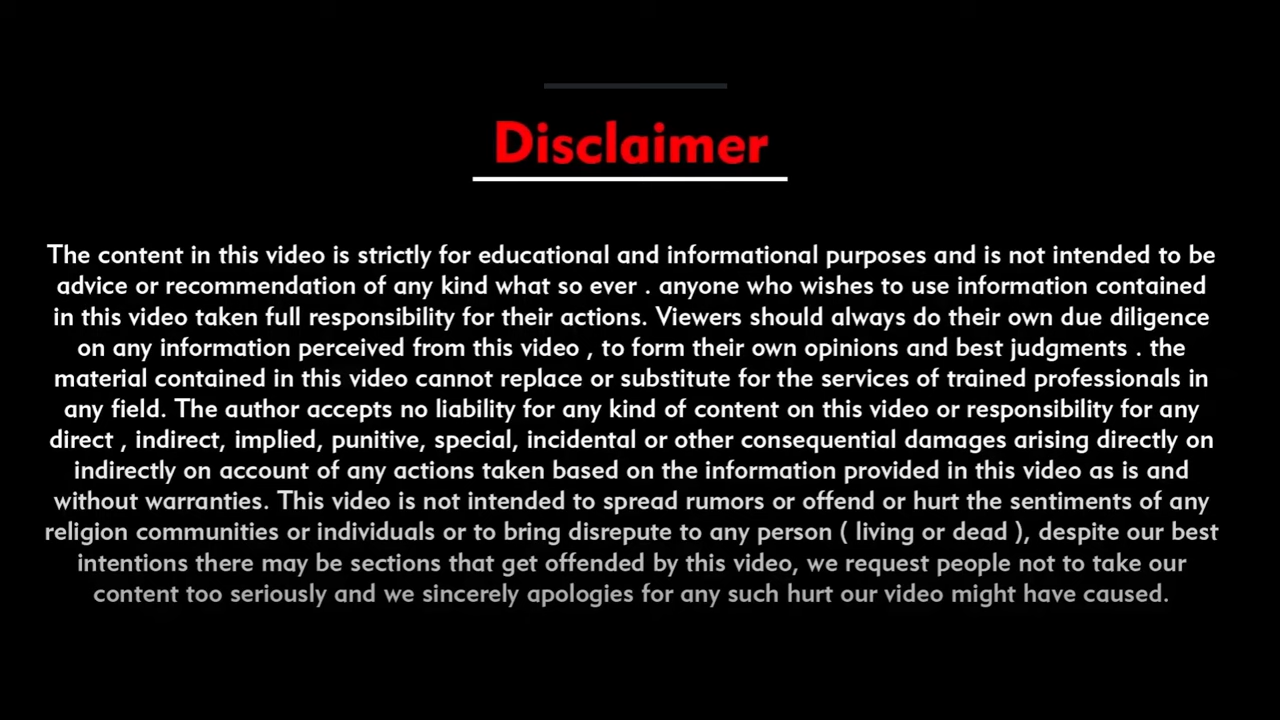 Disclaimer
The content in this video is strictly for educational and informational purposes and is not intended to be
advice or recommendation of any kind what so ever . anyone who wishes to use information contained
in this video taken full responsibility for their actions. Viewers should always do their own due diligence
on any information perceived from this video , to form their own opinions and best judgments . the
material contained in this video cannot replace or substitute for the services of trained professionals in
any field. The author accepts no liability for any kind of content on this video or responsibility for any
direct , indirect, implied, punitive, special, incidental or other consequential damages arising directly on
indirectly on account of any actions taken based on the information provided in this video as is and
without warranties. This video is not intended to spread rumors or offend or hurt the sentiments of any
religion communities or individuals or to bring disrepute to any person ( living or dead ), despite our best
intentions there may be sections that get offended by this video, we request people not to take our
content too seriously and we sincerely apologies for any such hurt our video might have caused.